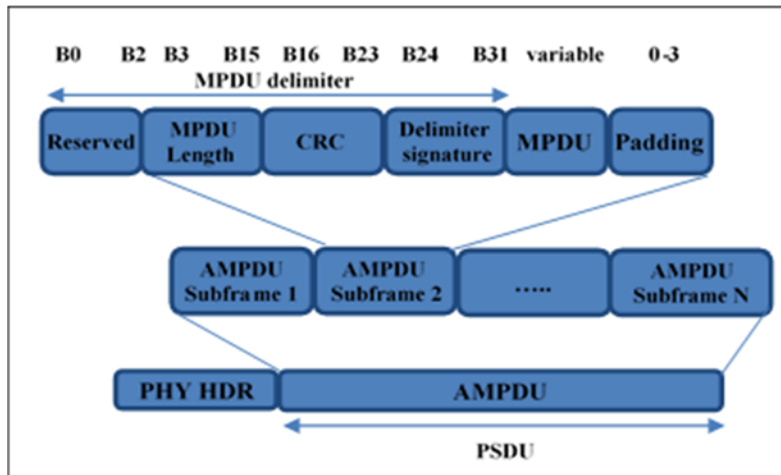 B0 B2 B3 B15 B16 B23 B24 B31 variable 0-3
MPDU delimiter
Reserved
MPDU
Length
CRC
Delimiter
signature
MPDU
Padding
AMPDU
Subframe 1
AMPDU
Subframe 2
.....
AMPDU
Subframe N
PHY HDR
AMPDU
PSDU